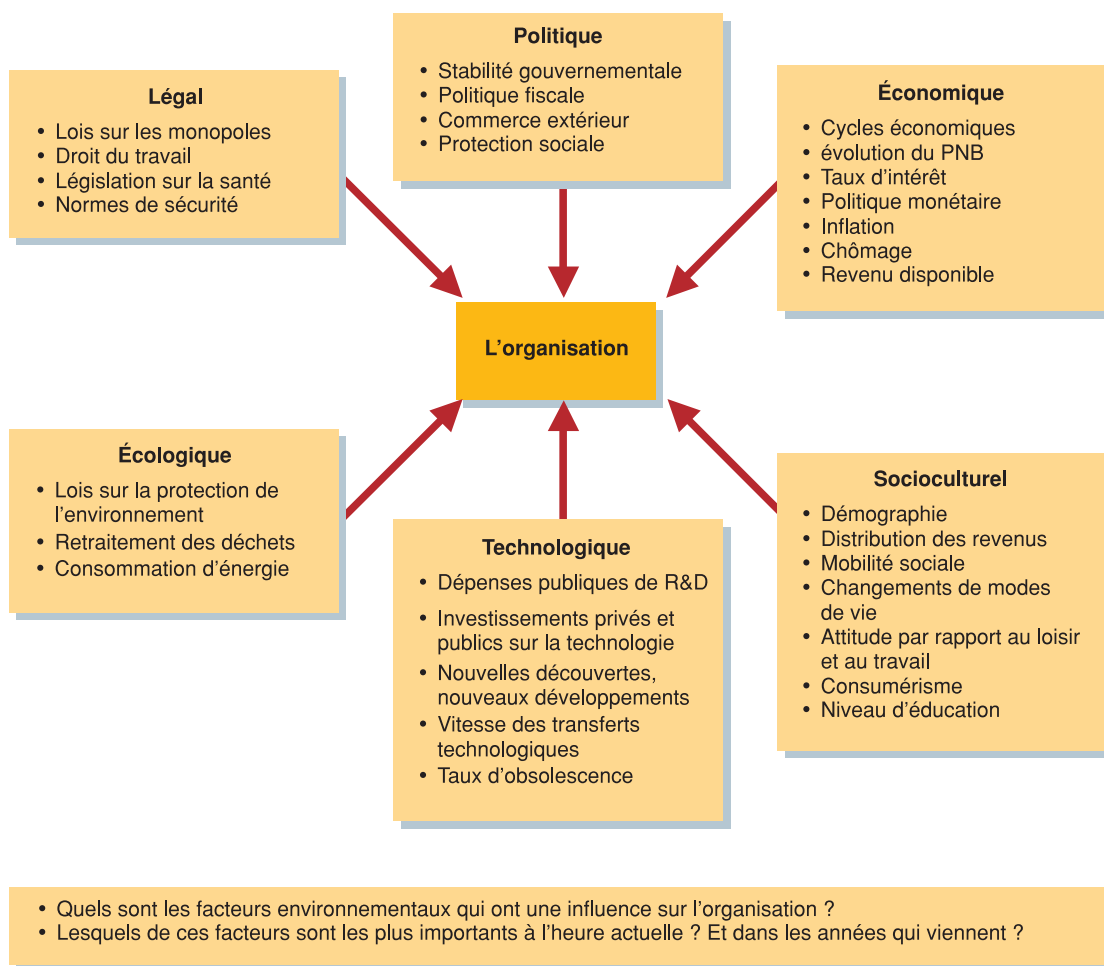 Politique
• Stabilité gouvernementale
• Politique fiscale
• Commerce extérieur
• Protection sociale
Légal
• Lois sur les monopoles
• Droit du travail
• Législation sur la santé
• Normes de sécurité
Économique
• Cycles économiques
• évolution du PNB
• Taux d'intérêt
• Politique monétaire
• Inflation
• Chômage
• Revenu disponible
L'organisation
Écologique
• Lois sur la protection de
l'environnement
• Retraitement des déchets
• Consommation d'énergie
Technologique
• Dépenses publiques de R&D
• Investissements privés et
publics sur la technologie
• Nouvelles découvertes,
nouveaux développements
• Vitesse des transferts
technologiques
• Taux d'obsolescence
Socioculturel
• Démographie
• Distribution des revenus
• Mobilité sociale
• Changements de modes
de vie
• Attitude par rapport au loisir
et au travail
• Consumérisme
• Niveau d'éducation
• Quels sont les facteurs environnementaux qui ont une influence sur l'organisation ?
• Lesquels de ces facteurs sont les plus importants à l'heure actuelle ? Et dans les années qui viennent ?